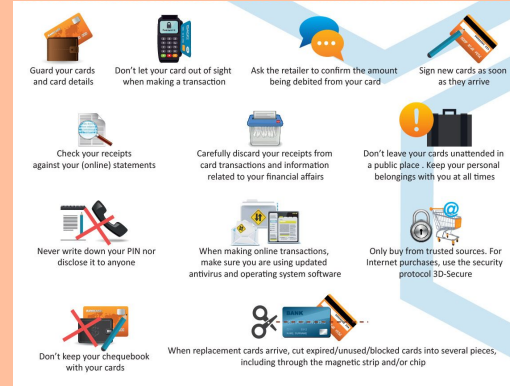 Guard your cards
and card details
Don't let your card out of sight
when making a transaction
Ask the retailer to confirm the amount
being debited from your card
Sign new cards as soon
as they arrive
Check your receipts
against your (online) statements
Carefully discard your receipts from
card transactions and information
related to your financial affairs
Don't leave your cards unattended in
a public place . Keep your personal
belongings with you at all times
Never write down your PIN nor
disclose it to anyone
When making online transactions,
make sure you are using updated
antivirus and operating system software
@
Only buy from trusted sources. For
Internet purchases, use the security
protocol 3D-Secure
Don't keep your chequebook
with your cards
BANK
When replacement cards arrive, cut expired/unused/blocked cards into several pieces,
including through the magnetic strip and/or chip